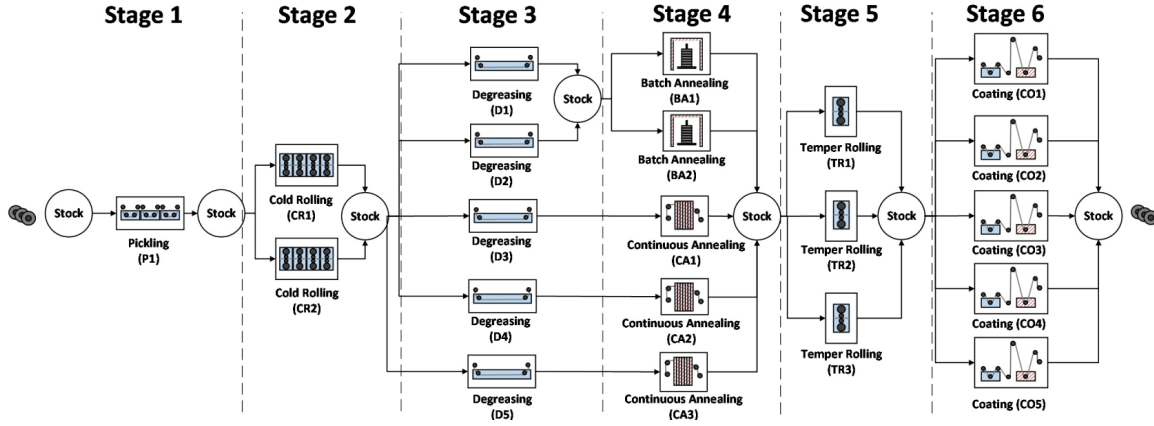 Stage 1
Stage 2
Stage 3
Stage 4
Stage 5
Stage 6
Stock
Pickling
(P1)
Stock
Cold Rolling
(CR1)
Cold Rolling
(CR2)
Stock
Degreasing
(D1)
Degreasing
(D2)
Degreasing
(D3)
Degreasing
(D4)
Degreasing
(D5)
Stock
Batch Annealing
(BA1)
Batch Annealing
(BA2)
Continuous Annealing
(CA1)
Continuous Annealing
(CA2)
Continuous Annealing
(CA3)
Stock
Temper Rolling
(TR1)
Temper Rolling
(TR2)
Temper Rolling
(TR3)
Stock
Coating (CO1)
Coating (CO2)
Coating (CO3)
Coating (CO4)
Coating (CO5)
Stock